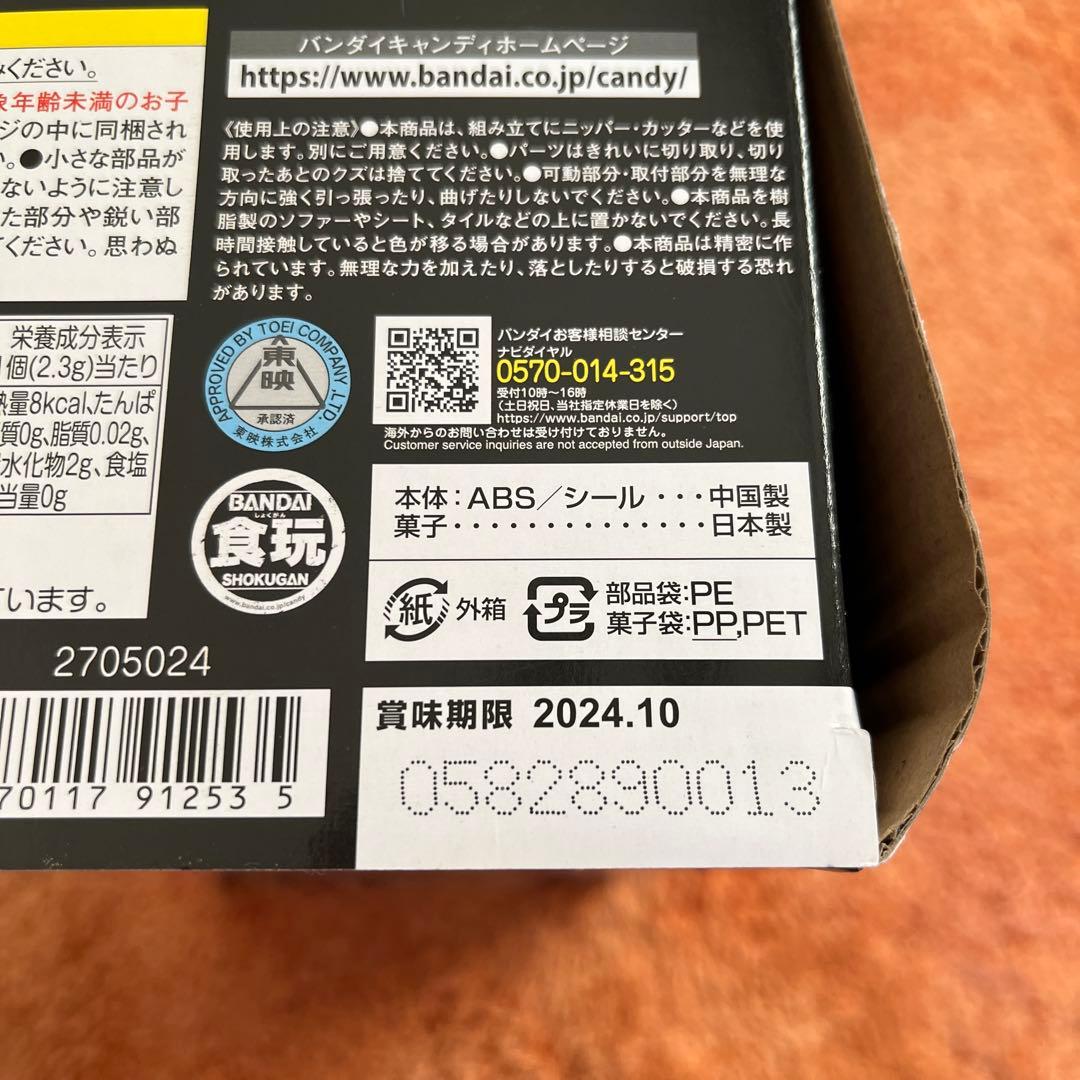 みください。
象年齢未満のお子
ジの中に同梱され
い。●小さな部品が
ないように注意し
た部分や鋭い部
てください。思わぬ
バンダイキャンディホームページ
https://www.bandai.co.jp/candy/
《使用上の注意》●本商品は、組み立てにニッパー・カッターなどを使
用します。別にご用意ください。●パーツはきれいに切り取り、切り
取ったあとのクズは捨ててください。●可動部分・取付部分を無理な
方向に強く引っ張ったり、曲げたりしないでください。●本商品を樹
脂製のソファーやシート、タイルなどの上に置かないでください。長
時間接触していると色が移る場合があります。●本商品は精密に作
られています。無理な力を加えたり、落としたりすると破損する恐れ
があります。
栄養成分表示
1個(2.3g)当たり
熱量8kcal、たんぱ
質0g、脂質0.02g、
水化物2g、食塩
当量0g
ています。
APPROVED BY TOEI COMPANY LTD.
東映
承認済
東映株式会社
バンダイお客様相談センター
ナビダイヤル
0570-014-315
受付10時〜16時
(土日祝日、当社指定休業日を除く)
https://www.bandai.co.jp/support/top
海外からのお問い合わせは受け付けておりません。
Customer service inquiries are not accepted from outside Japan.
BANDAI
しょくがん
食玩
SHOKUGAN
www.bandai.co.jp/candy
本体：ABS／シール・・・中国製
菓子・・・・・・・・・・・・・・日本製
紙 外箱
プラ 部品袋:PE
菓子袋:PP,PET
2705024
70117 91253 5
賞味期限 2024.10
0582890013